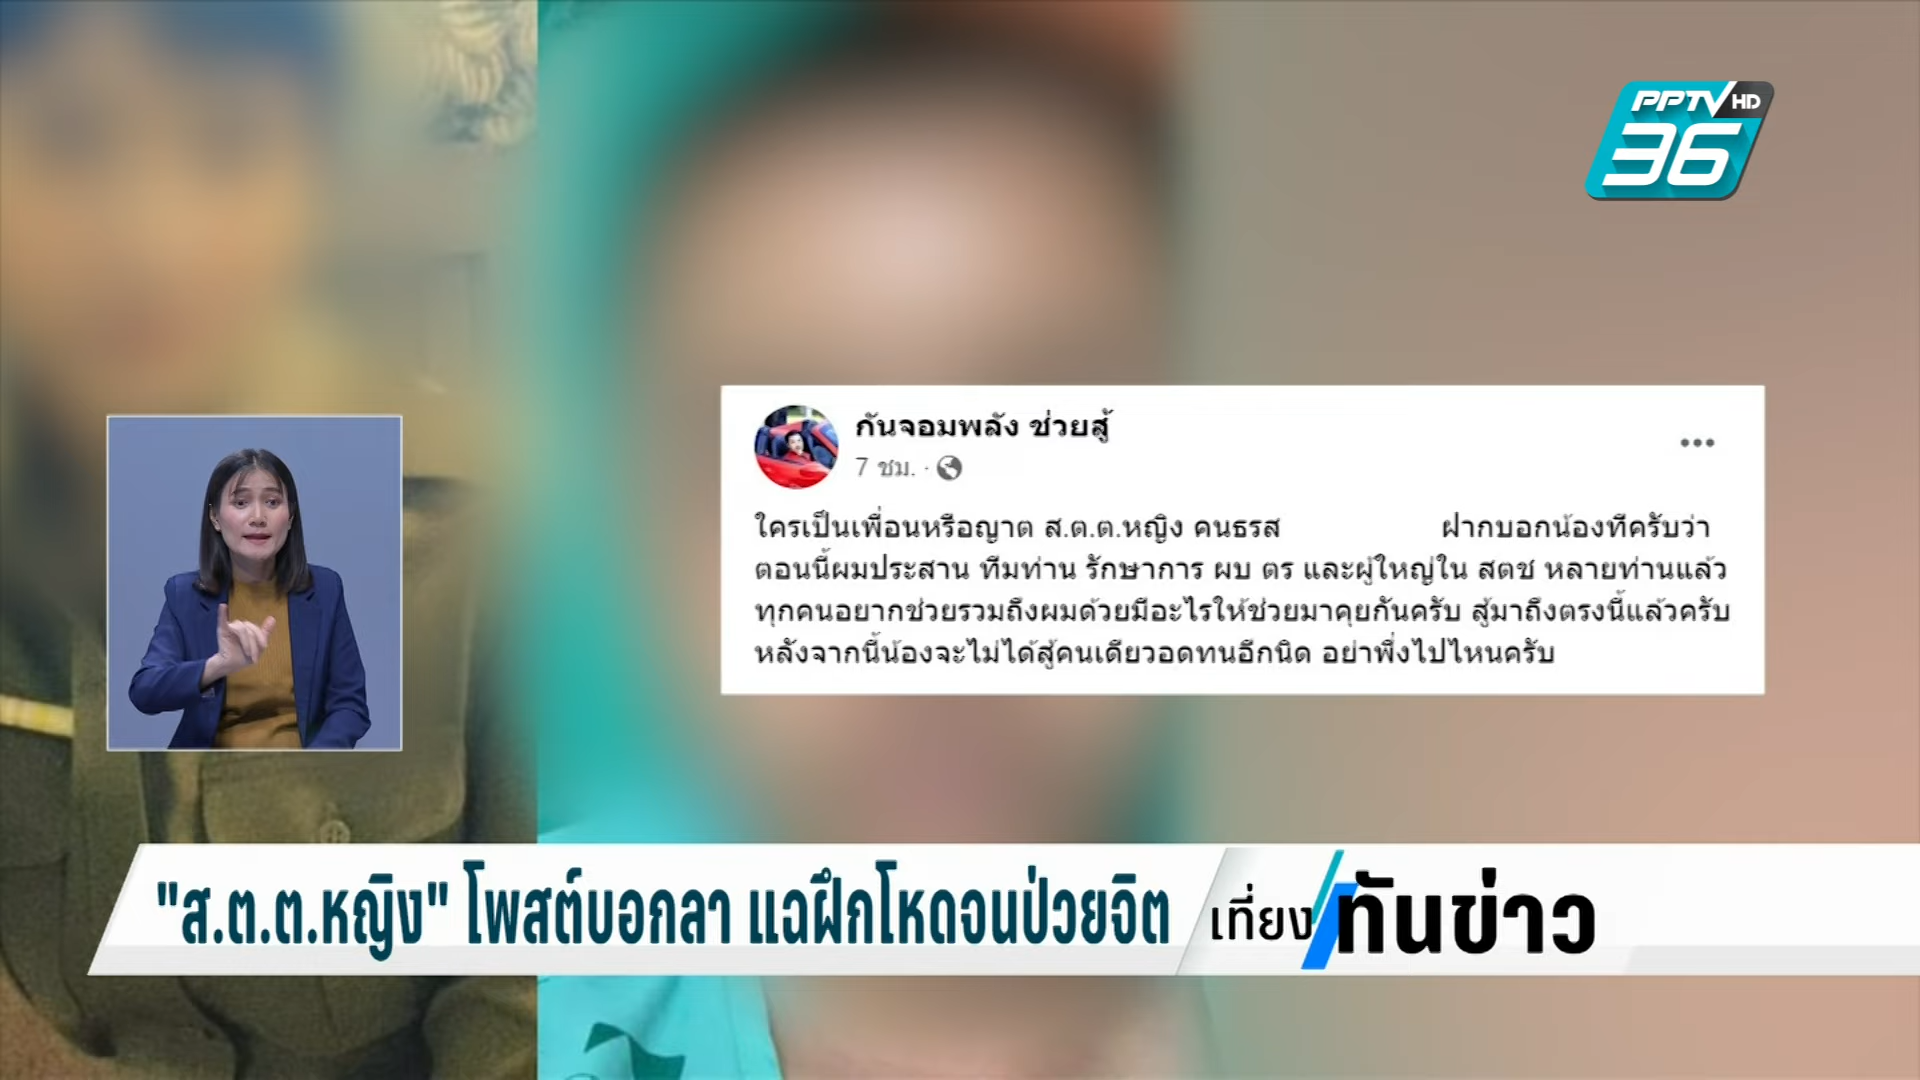 PPTV HD
36
กันจอมพลัง ช่วยสู้
7 ชม.
ใครเป็นเพื่อนหรือญาต ส.ต.ต.หญิง คนธรส ฝากบอกน้องทีครับว่า
ตอนนี้ผมประสาน ทีมท่าน รักษาการ ผบ ตร และผู้ใหญ่ใน สตช หลายท่านแล้ว
ทุกคนอยากช่วยรวมถึงผมด้วยมีอะไรให้ช่วยมาคุยกันครับ สู้มาถึงตรงนี้แล้วครับ
หลังจากนี้น้องจะไม่ได้สู้คนเดียวอดทนอีกนิด อย่าพึ่งไปไหนครับ
"ส.ต.ต.หญิง" โพสต์บอกลา แฉฝึกโหดจนป่วยจิต
เที่ยงทันข่าว